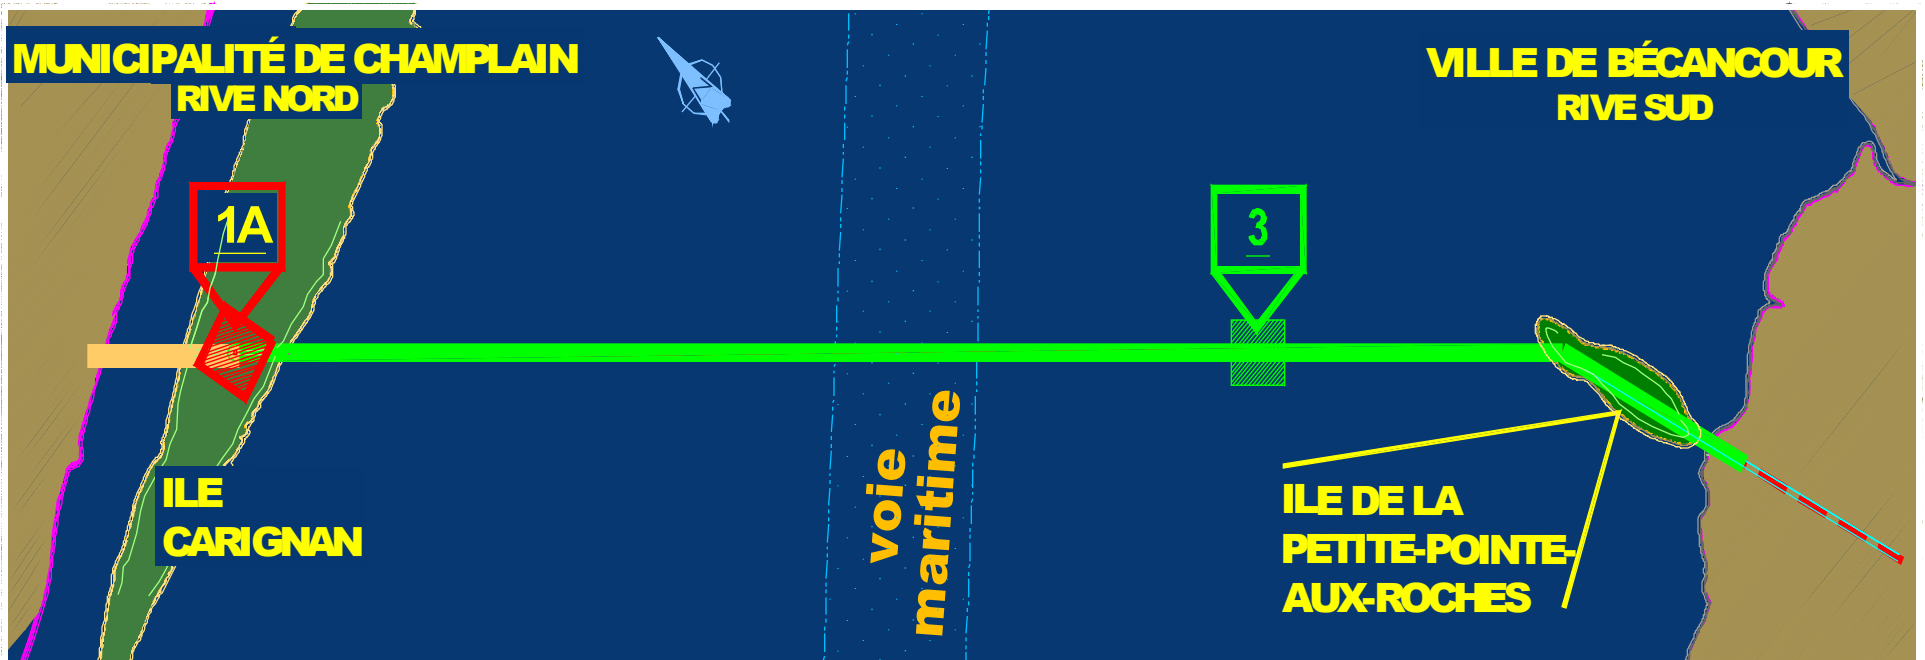 MUNICIPALITÉ DE CHAMPLAIN
RIVE NORD
VILLE DE BÉCANCOUR
RIVE SUD
1A
3
voie
maritime
ILE
CARIGNAN
ILE DE LA
PETITE-POINTE-
AUX-ROCHES